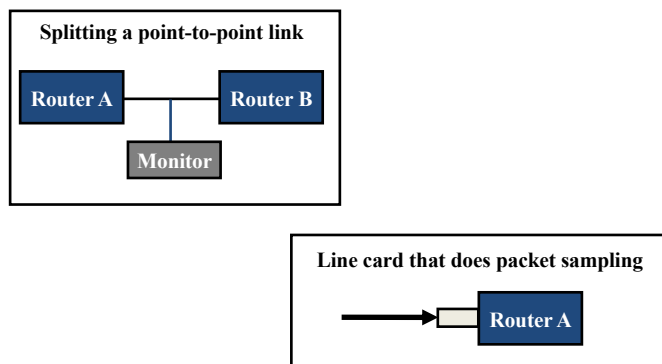 Splitting a point-to-point link
Router A
Router B
Monitor
Line card that does packet sampling
Router A